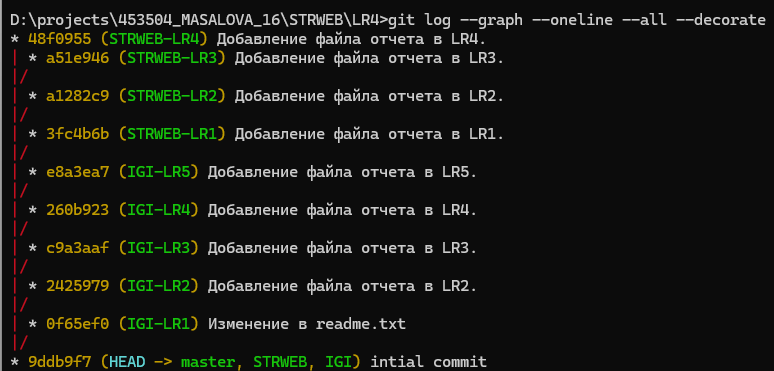 D:\projects\453504_MASALOVA_16\STRWEB\LR4>git log --graph --oneline --all --decorate
* 48f0955 (STRWEB-LR4) Добавление файла отчета в LR4.
| * a51e946 (STRWEB-LR3) Добавление файла отчета в LR3.
|/
| * a1282c9 (STRWEB-LR2) Добавление файла отчета в LR2.
|/
| * 3fc4b6b (STRWEB-LR1) Добавление файла отчета в LR1.
|/
| * e8a3ea7 (IGI-LR5) Добавление файла отчета в LR5.
|/
| * 260b923 (IGI-LR4) Добавление файла отчета в LR4.
|/
| * c9a3aaf (IGI-LR3) Добавление файла отчета в LR3.
|/
| * 2425979 (IGI-LR2) Добавление файла отчета в LR2.
|/
| * 0f65ef0 (IGI-LR1) Изменение в readme.txt
|/
* 9ddb9f7 (HEAD -> master, STRWEB, IGI) intial commit